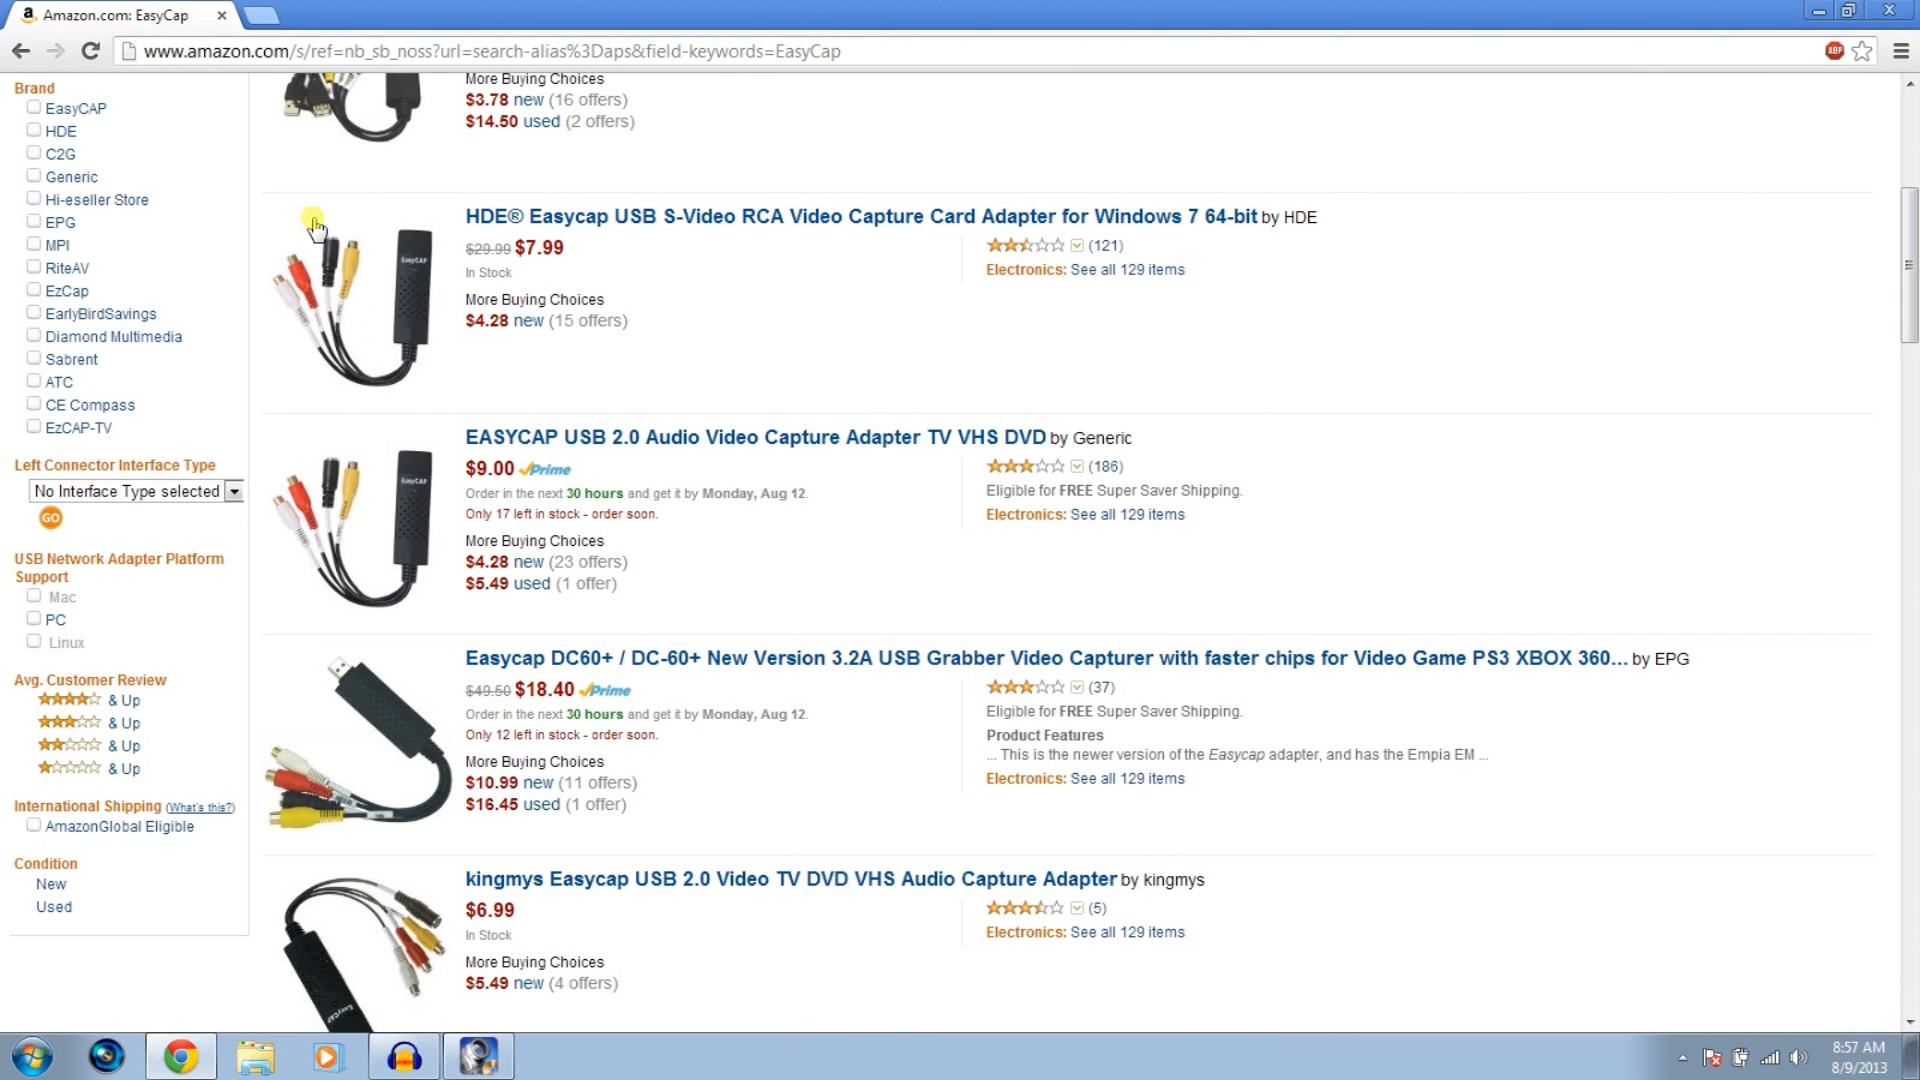 Amazon.com: EasyCap
www.amazon.com/s/ref=nb_sb_noss?url=search-alias%3Daps&field-keywords=EasyCap
ABP
Brand
EasyCAP
HDE
C2G
Generic
Hi-eseller Store
EPG
MPI
RiteAV
EzCap
EarlyBirdSavings
Diamond Multimedia
Sabrent
ATC
CE Compass
EzCAP-TV
Left Connector Interface Type
No Interface Type selected
GO
USB Network Adapter Platform
Support
Mac
PC
Linux
Avg. Customer Review
& Up
& Up
& Up
& Up
International Shipping (What's this?)
AmazonGlobal Eligible
Condition
New
Used
More Buying Choices
$3.78 new (16 offers)
$14.50 used (2 offers)
HDE® Easycap USB S-Video RCA Video Capture Card Adapter for Windows 7 64-bit by HDE
$29.99 $7.99
In Stock
More Buying Choices
$4.28 new (15 offers)
(121)
Electronics: See all 129 items
EasyCAP
EASYCAP USB 2.0 Audio Video Capture Adapter TV VHS DVD by Generic
$9.00 Prime
Order in the next 30 hours and get it by Monday, Aug 12.
Only 17 left in stock - order soon.
More Buying Choices
$4.28 new (23 offers)
$5.49 used (1 offer)
(186)
Eligible for FREE Super Saver Shipping.
Electronics: See all 129 items
EasyCAP
Easycap DC60+ / DC-60+ New Version 3.2A USB Grabber Video Capturer with faster chips for Video Game PS3 XBOX 360... by EPG
$49.50 $18.40 Prime
Order in the next 30 hours and get it by Monday, Aug 12.
Only 12 left in stock - order soon.
More Buying Choices
$10.99 new (11 offers)
$16.45 used (1 offer)
(37)
Eligible for FREE Super Saver Shipping.
Product Features
... This is the newer version of the Easycap adapter, and has the Empia EM ...
Electronics: See all 129 items
kingmys Easycap USB 2.0 Video TV DVD VHS Audio Capture Adapter by kingmys
$6.99
In Stock
More Buying Choices
$5.49 new (4 offers)
(5)
Electronics: See all 129 items
EasyCAP
8:57 AM
8/9/2013